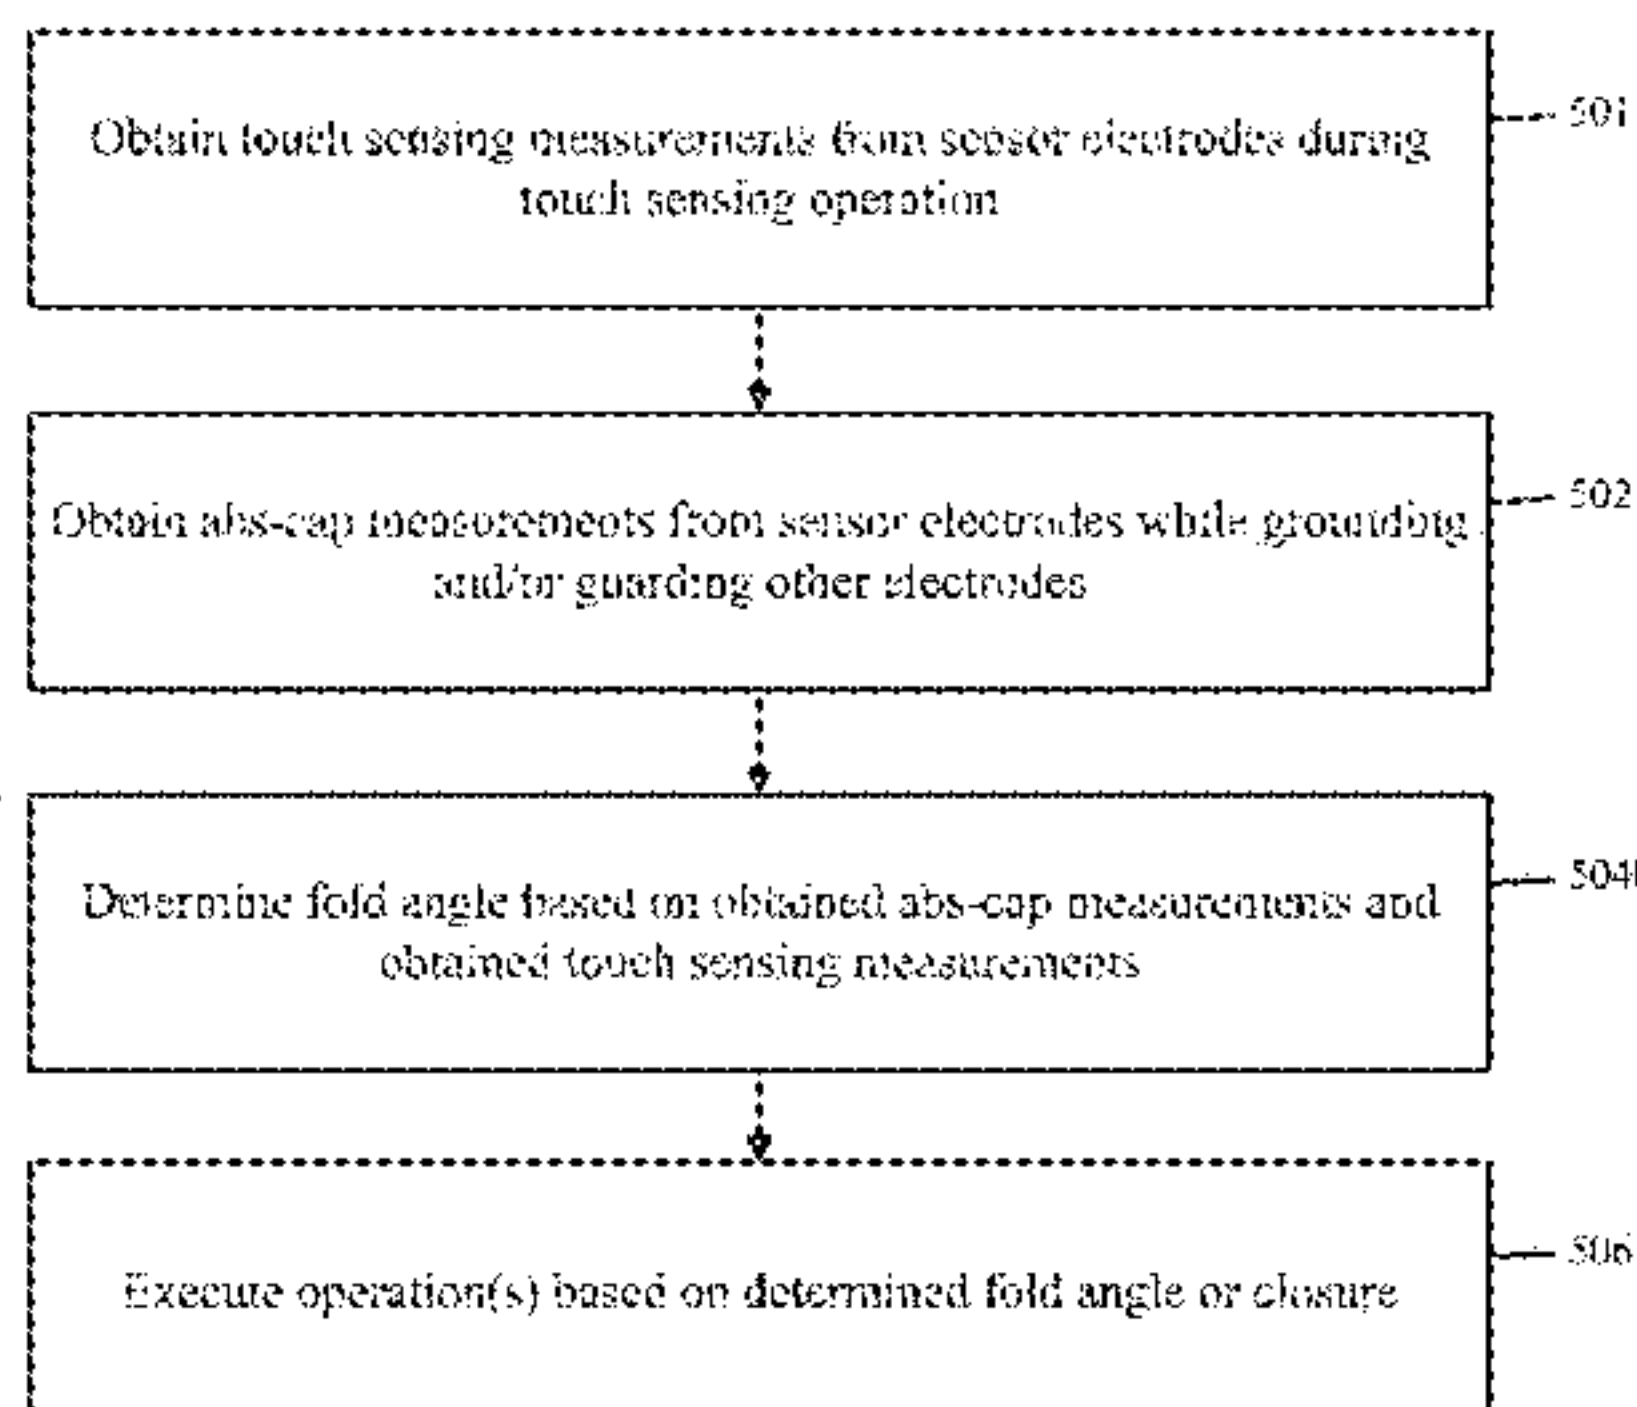 Obtain touch sensing measurements from sensor electrodes during
touch sensing operation
501
Obtain abs-cap measurements from sensor electrodes while grounding
and/or guarding other electrodes
502
Determine fold angle based on obtained abs-cap measurements and
obtained touch sensing measurements
Execute operation(s) based on determined fold angle or closure
506